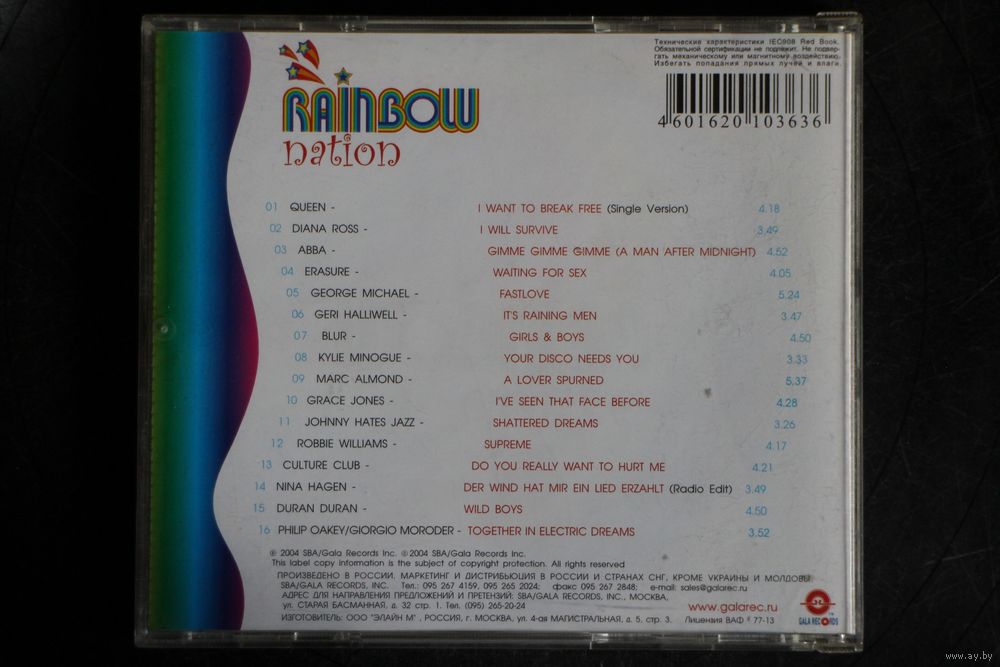 Технические характеристики IEC908 Red Book.
Обязательной сертификации не подлежит. Не подвер-
гать механическому или магнитному воздействию.
Избегать попадания прямых лучей и влаги.
RAINBOW
nation
4601620 103636
01 QUEEN - I WANT TO BREAK FREE (Single Version) 4.18
02 DIANA ROSS - I WILL SURVIVE 3.49
03 ABBA - GIMME GIMME GIMME (A MAN AFTER MIDNIGHT) 4.52
04 ERASURE - WAITING FOR SEX 4.05
05 GEORGE MICHAEL - FASTLOVE 5.24
06 GERI HALLIWELL - IT'S RAINING MEN 3.47
07 BLUR - GIRLS & BOYS 4.50
08 KYLIE MINOGUE - YOUR DISCO NEEDS YOU 3.33
09 MARC ALMOND - A LOVER SPURNED 5.37
10 GRACE JONES - I'VE SEEN THAT FACE BEFORE 4.28
11 JOHNNY HATES JAZZ - SHATTERED DREAMS 3.26
12 ROBBIE WILLIAMS - SUPREME 4.17
13 CULTURE CLUB - DO YOU REALLY WANT TO HURT ME 4.21
14 NINA HAGEN - DER WIND HAT MIR EIN LIED ERZAHLT (Radio Edit) 3.49
15 DURAN DURAN - WILD BOYS 4.50
16 PHILIP OAKEY/GIORGIO MORODER - TOGETHER IN ELECTRIC DREAMS 3.52
℗ 2004 SBA/Gala Records Inc. ©2004 SBA/Gala Records Inc.
This label copy information is the subject of copyright protection. All rights reserved
ПРОИЗВЕДЕНО В РОССИИ. МАРКЕТИНГ И ДИСТРИБЬЮЦИЯ В РОССИИ И СТРАНАХ СНГ, КРОМЕ УКРАИНЫ И МОЛДОВЫ
SBA/GALA RECORDS, INC. Тел.: 095 267 4159, 095 265 2024; факс: 095 267 2848; e-mail: sales@galarec.ru
АДРЕС ДЛЯ НАПРАВЛЕНИЯ ПРЕДЛОЖЕНИЙ И ПРЕТЕНЗИЙ: SBA/GALA RECORDS, INC., МОСКВА,
ул. СТАРАЯ БАСМАННАЯ, д. 32 стр. 1. Тел. (095) 265-20-24
www.galarec.ru
GALA RECORDS
ИЗГОТОВИТЕЛЬ: ООО "ЭЛАЙН М" , РОССИЯ, г. МОСКВА, ул. 4-ая МАГИСТРАЛЬНАЯ, д. 5, стр. 3. Лицензия ВАФ № 77-13
www.ay.by